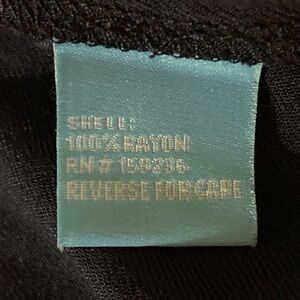 SHELL:
100% RAYON
RN# 159236
REVERSE FOR CARE